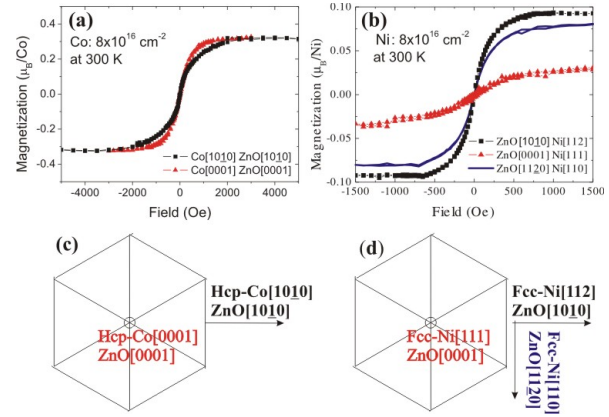 (a)
Co: 8x10^16 cm^-2
at 300 K
Magnetization (μB/Co)
0.4
0.2
0.0
-0.2
-0.4
Co[1010] ZnO[1010]
Co[0001] ZnO[0001]
-4000 -2000 0 2000 4000
Field (Oe)
(b)
Ni: 8x10^16 cm^-2
at 300 K
Magnetization (μB/Ni)
0.10
0.05
0.00
-0.05
-0.10
ZnO[1010] Ni[112]
ZnO[0001] Ni[111]
ZnO[1120] Ni[110]
-1500 -1000 -500 0 500 1000 1500
Field (Oe)
(c)
Hcp-Co[1010]
ZnO[1010]
Hcp-Co[0001]
ZnO[0001]
(d)
Fcc-Ni[112]
ZnO[1010]
Fcc-Ni[111]
ZnO[0001]
Fcc-Ni[110]
ZnO[1120]